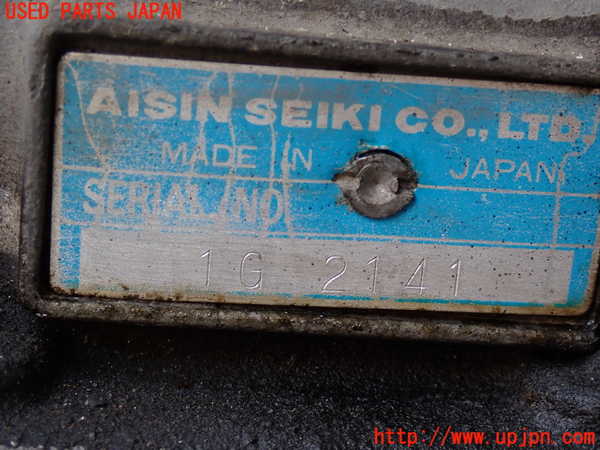 USED PARTS JAPAN
AISIN SEIKI CO., LTD.
MADE IN JAPAN
SERIAL NO
1G 2141
http://www.upjpn.com/